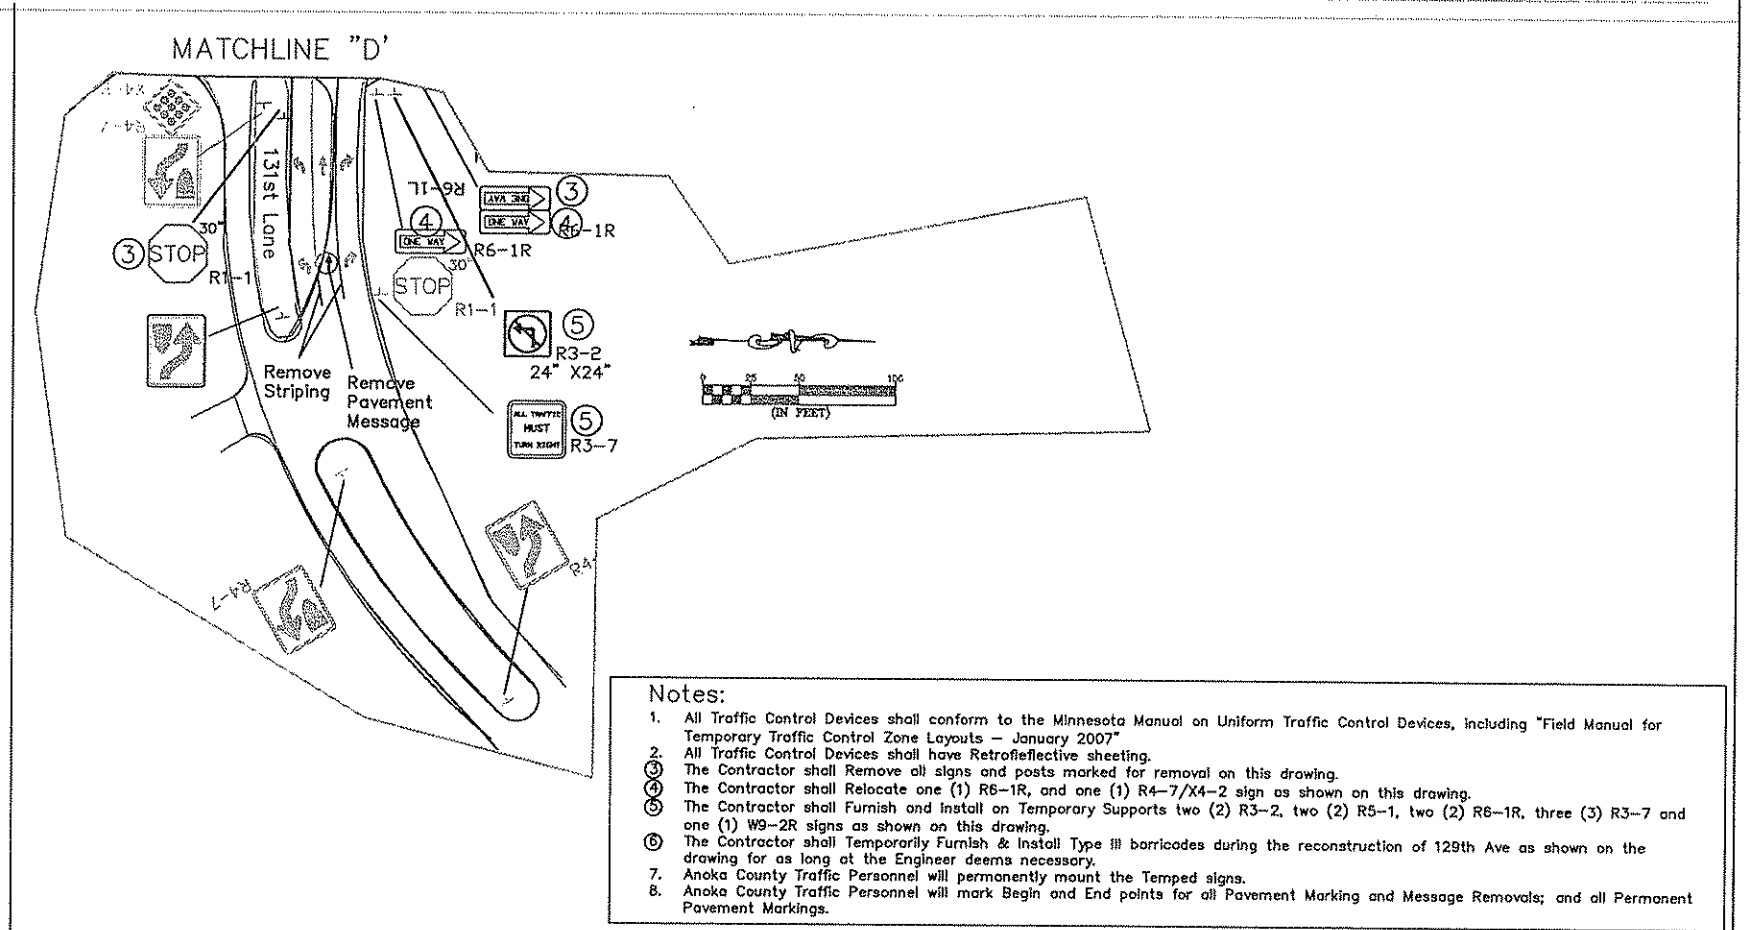 MATCHLINE "D'
X4-2
R4-7
131st Lane
30"
③
STOP
R1-1
R6-1L
ONE WAY
③
ONE WAY
④
R6-1R
④
ONE WAY
R6-1R
30"
STOP
R1-1
⑤
R3-2
24" X24"
Remove
Striping
Remove
Pavement
Message
ALL TRAFFIC
MUST
TURN RIGHT
⑤
R3-7
0 25 50 100
(IN FEET)
R4-7
R4
Notes:
1. All Traffic Control Devices shall conform to the Minnesota Manual on Uniform Traffic Control Devices, including "Field Manual for
Temporary Traffic Control Zone Layouts – January 2007"
2. All Traffic Control Devices shall have Retrofleflective sheeting.
③ The Contractor shall Remove all signs and posts marked for removal on this drawing.
④ The Contractor shall Relocate one (1) R6-1R, and one (1) R4-7/X4-2 sign as shown on this drawing.
⑤ The Contractor shall Furnish and Install on Temporary Supports two (2) R3-2, two (2) R5-1, two (2) R6-1R, three (3) R3-7 and
one (1) W9-2R signs as shown on this drawing.
⑥ The Contractor shall Temporarily Furnish & Install Type III barricades during the reconstruction of 129th Ave as shown on the
drawing for as long at the Engineer deems necessary.
7. Anoka County Traffic Personnel will permanently mount the Temped signs.
8. Anoka County Traffic Personnel will mark Begin and End points for all Pavement Marking and Message Removals; and all Permanent
Pavement Markings.